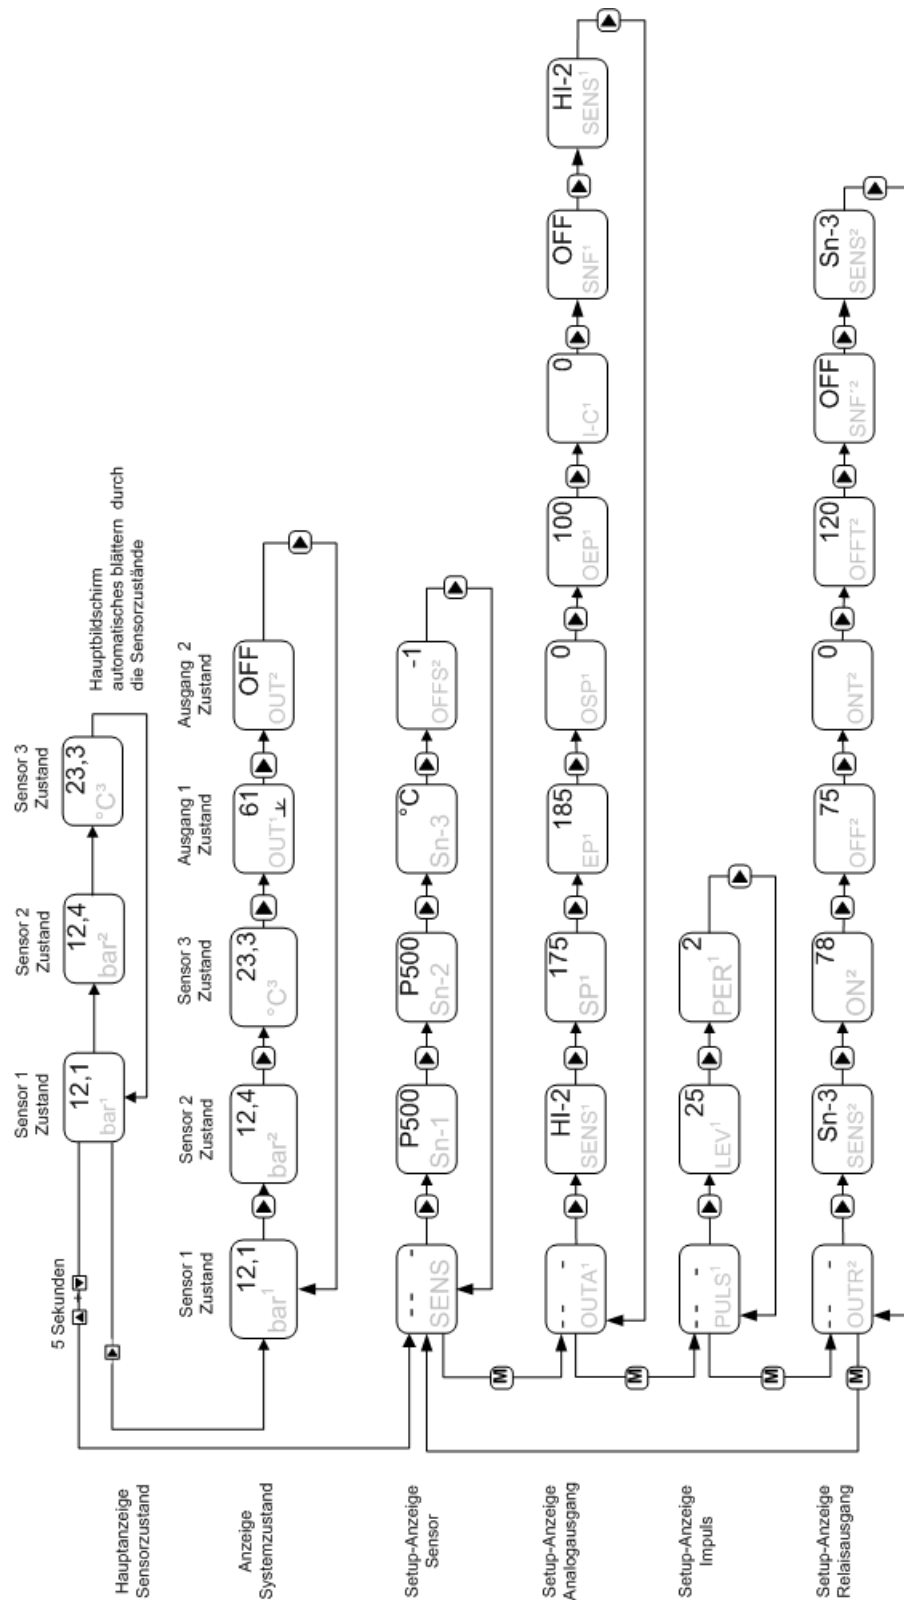 Hauptanzeige
Sensorzustand
5 Sekunden
Sensor 1
Zustand
12,1
bar¹
Sensor 2
Zustand
12,4
bar²
Sensor 3
Zustand
23,3
°C³
Hauptbildschirm
automatisches blättern durch
die Sensorzustände
Anzeige
Systemzustand
Sensor 1
Zustand
12,1
bar¹
Sensor 2
Zustand
12,4
bar²
Sensor 3
Zustand
23,3
°C³
Ausgang 1
Zustand
61
OUT¹
Ausgang 2
Zustand
OFF
OUT²
Setup-Anzeige
Sensor
- - -
SENS
P500
Sn-1
P500
Sn-2
°C
Sn-3
-1
OFFS²
M
Setup-Anzeige
Analogausgang
- - -
OUTA¹
HI-2
SENS¹
175
SP¹
185
EP¹
0
OSP¹
100
OEP¹
0
I-C¹
OFF
SNF¹
HI-2
SENS¹
M
Setup-Anzeige
Impuls
- - -
PULS¹
25
LEV¹
2
PER¹
M
Setup-Anzeige
Relaisausgang
- - -
OUTR²
Sn-3
SENS²
78
ON²
75
OFF²
0
ONT²
120
OFFT²
OFF
SNF'²
Sn-3
SENS²
M